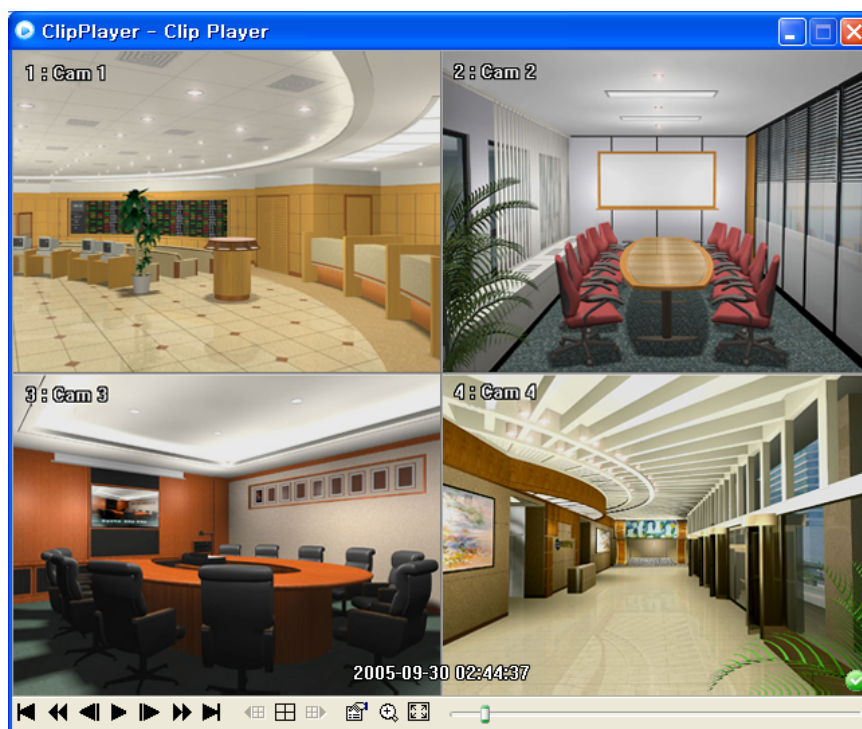 ClipPlayer - Clip Player
1 : Cam 1
2 : Cam 2
3 : Cam 3
4 : Cam 4
2005-09-30 02:44:37